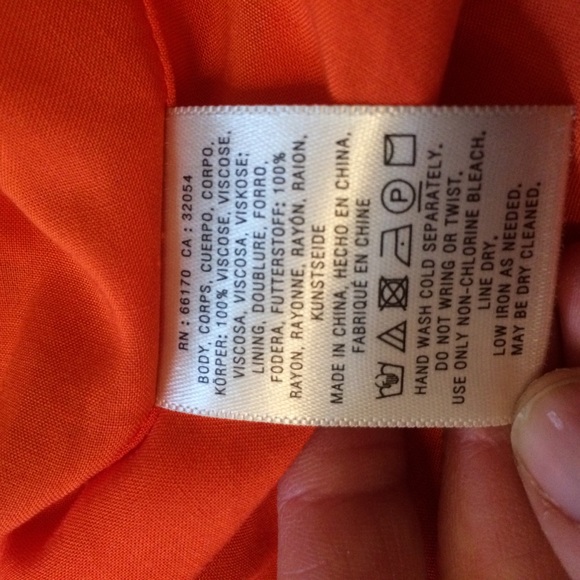 RN : 66170 CA : 32054
BODY, CORPS, CUERPO, CORPO,
KÖRPER: 100% VISCOSE, VISCOSE,
VISCOSA, VISCOSA, VISKOSE;
LINING, DOUBLURE, FORRO,
FODERA, FUTTERSTOFF: 100%
RAYON, RAYONNE, RAYÓN, RAION,
KUNSTSEIDE
MADE IN CHINA, HECHO EN CHINA,
FABRIQUÉ EN CHINE
P
HAND WASH COLD SEPARATELY.
DO NOT WRING OR TWIST.
USE ONLY NON-CHLORINE BLEACH.
LINE DRY.
LOW IRON AS NEEDED.
MAY BE DRY CLEANED.